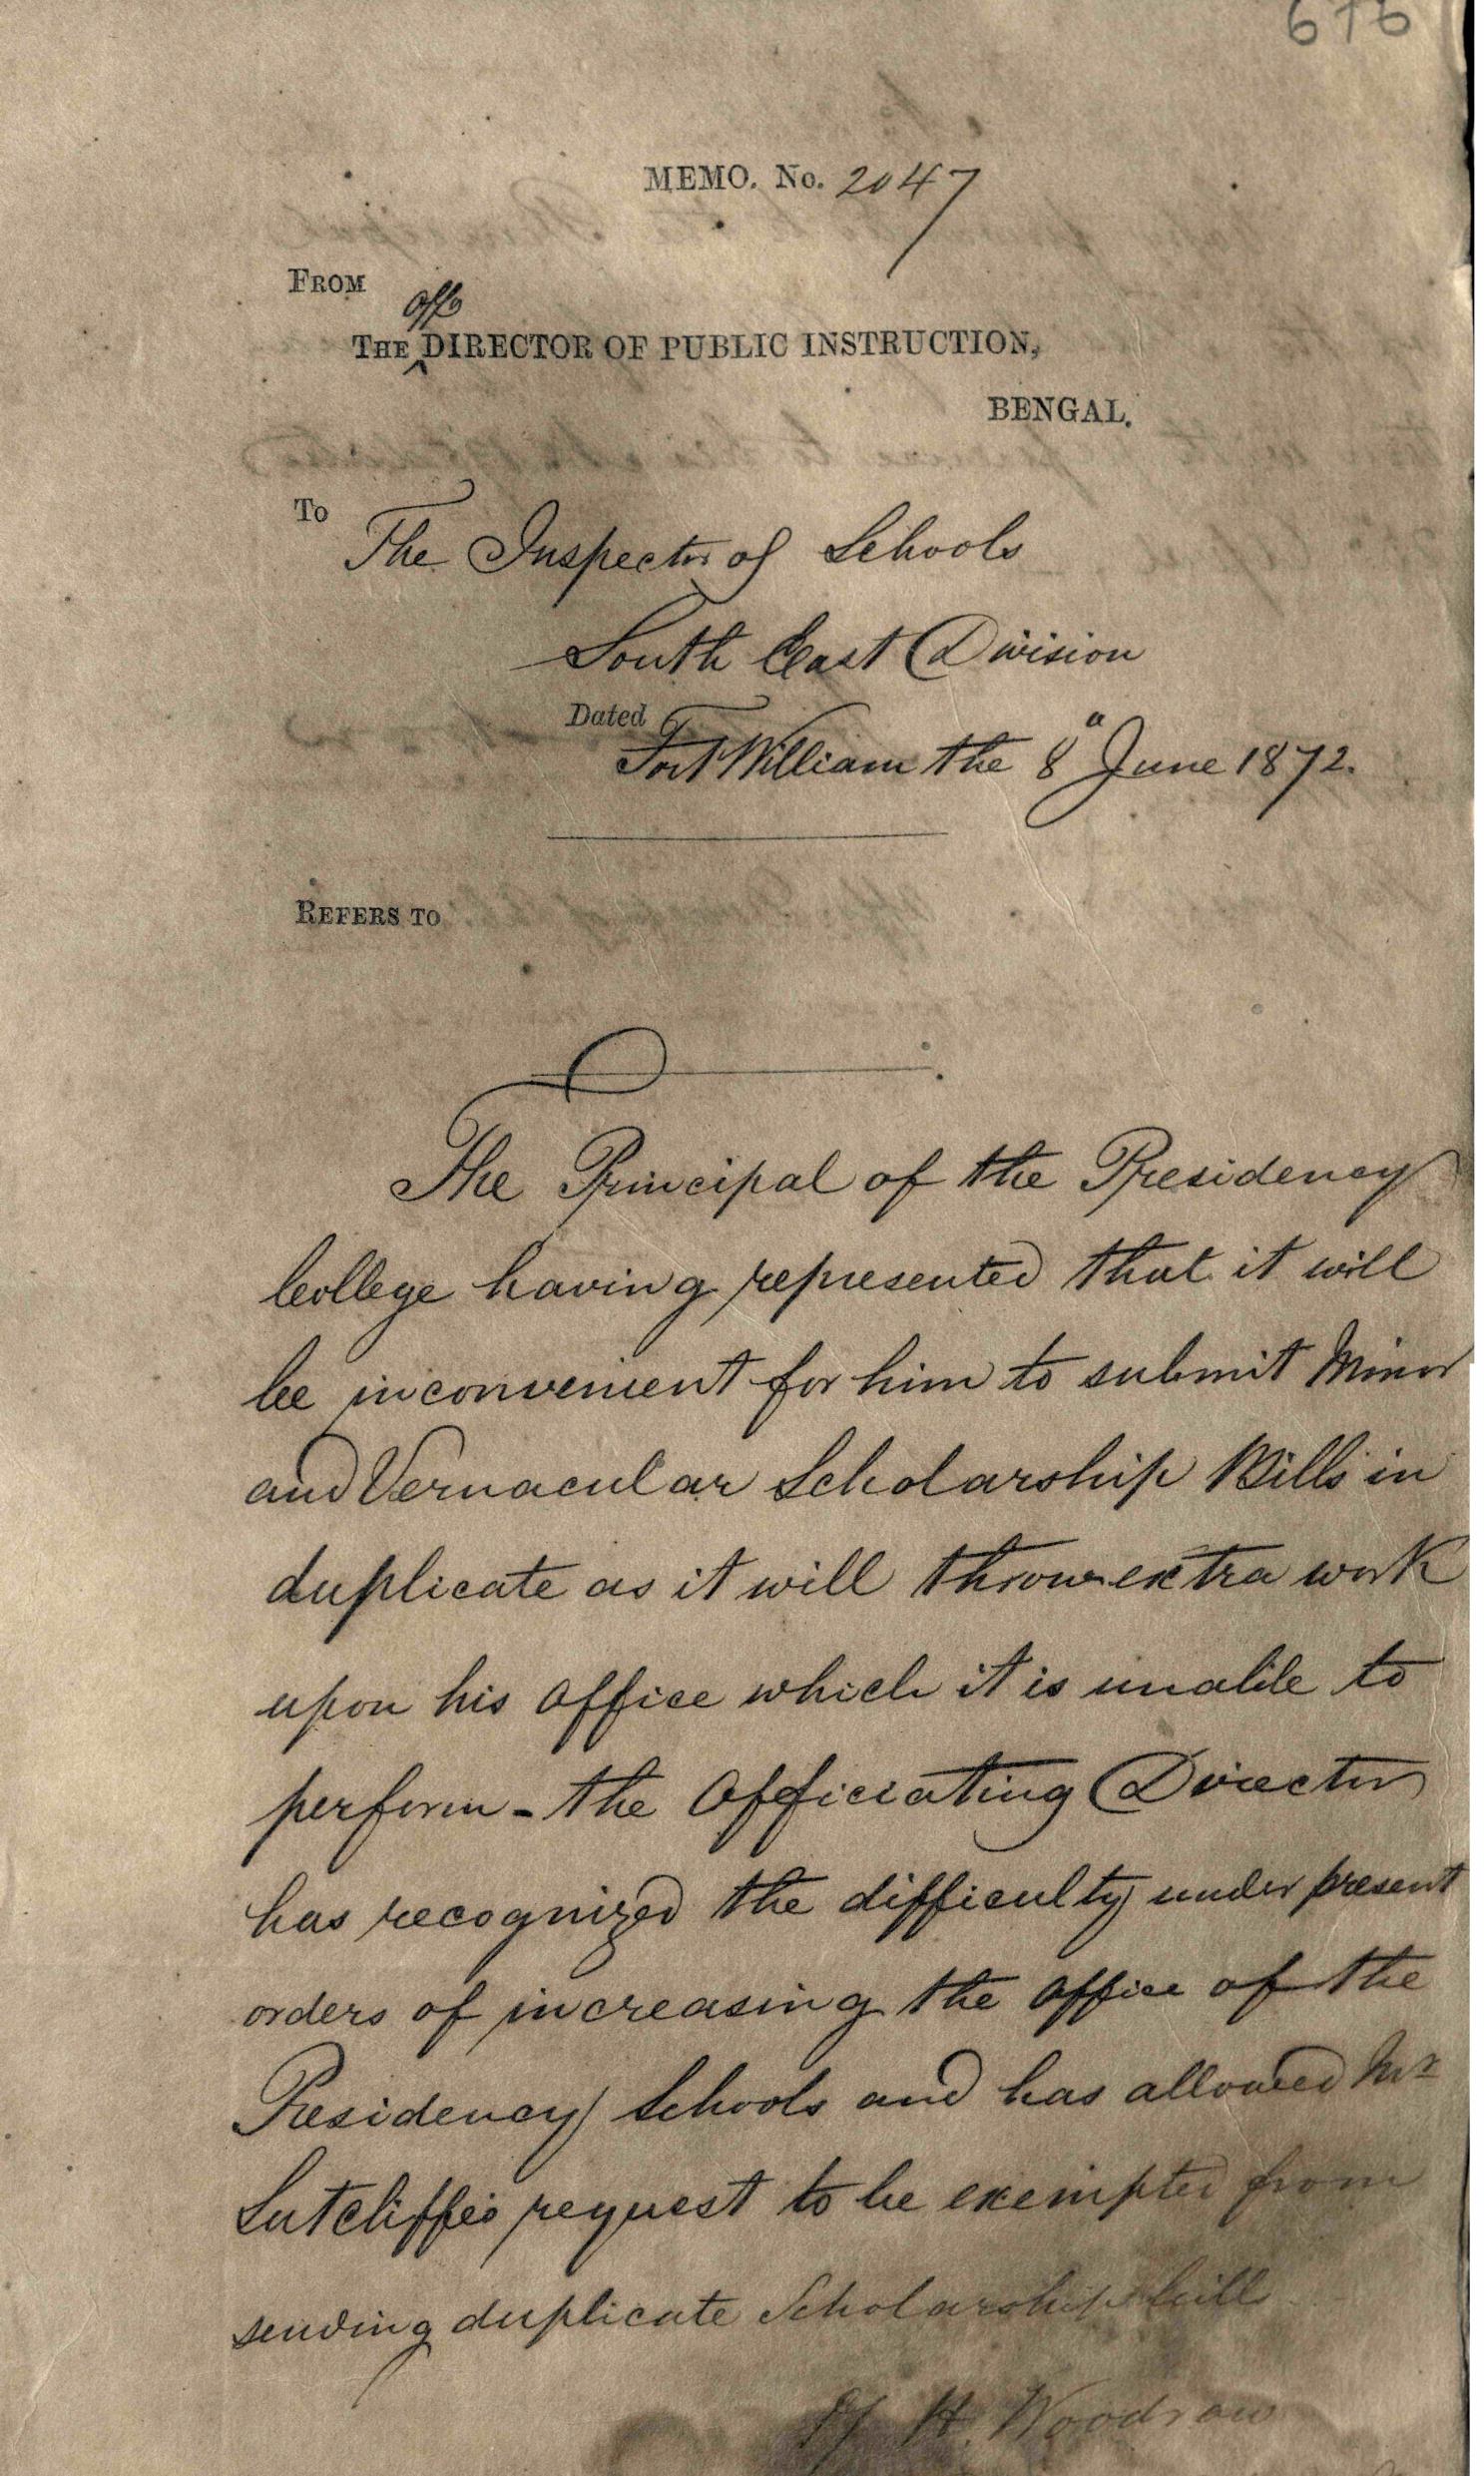 676
MEMO. No. 2047
FROM
offg
THE DIRECTOR OF PUBLIC INSTRUCTION,
BENGAL.
To
The Inspector of Schools
South East Division
Dated
Fort William the 8" June 1872.
REFERS TO
The Principal of the Presidency
College having represented that it will
be inconvenient for him to submit Minor
and Vernacular Scholarship Bills in
duplicate as it will throw extra work
upon his office which it is unable to
perform - the Officiating Director
has recognized the difficulty under present
orders of increasing the office of the
Presidency Schools and has allowed Mr
Sutcliffe's request to be exempted from
sending duplicate Scholarship bill
H. Woodrow